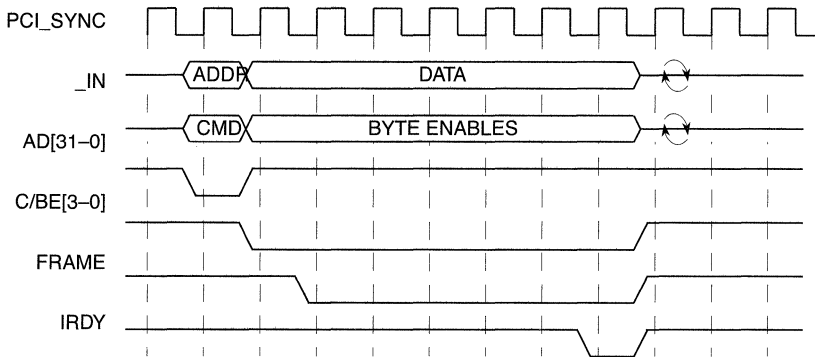 PCI_SYNC
_IN
ADDR
DATA
AD[31–0]
CMD
BYTE ENABLES
C/BE[3–0]
FRAME
IRDY